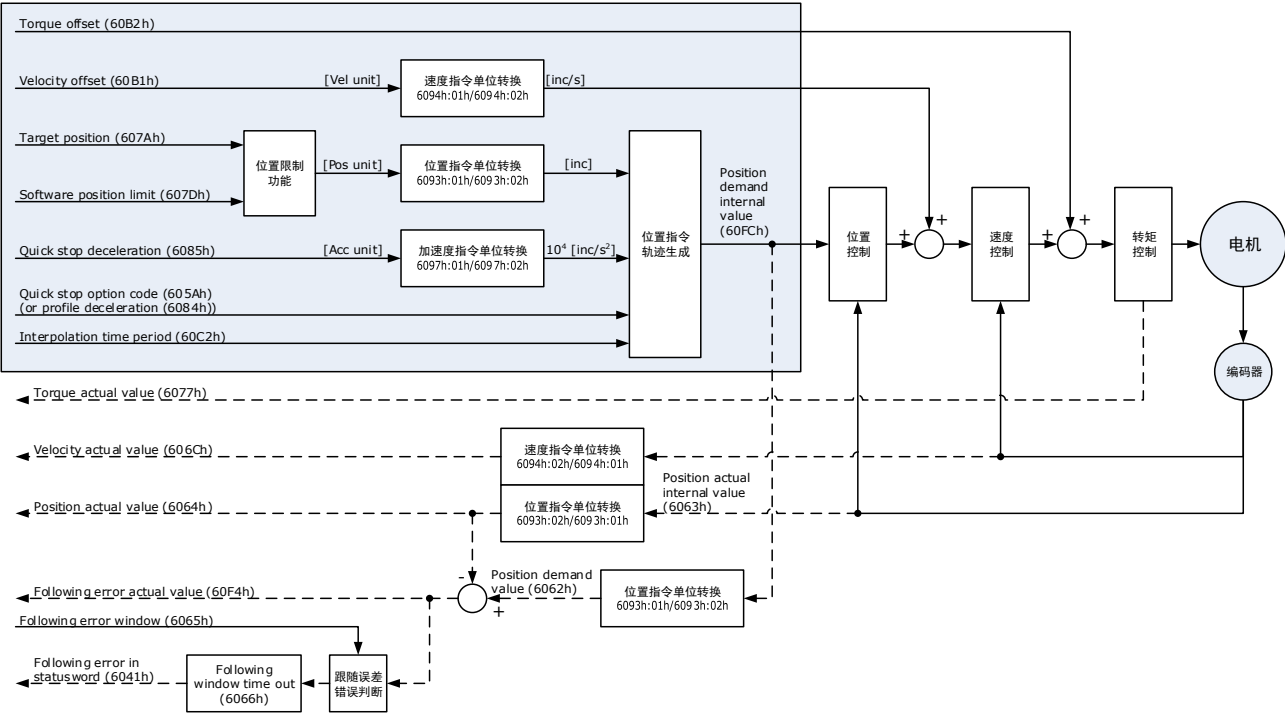 Torque offset (60B2h)
Velocity offset (60B1h)
[Vel unit]
速度指令单位转换
6094h:01h/6094h:02h
[inc/s]
Target position (607Ah)
Software position limit (607Dh)
位置限制
功能
[Pos unit]
位置指令单位转换
6093h:01h/6093h:02h
[inc]
Quick stop deceleration (6085h)
[Acc unit]
加速度指令单位转换
6097h:01h/6097h:02h
10⁴ [inc/s²]
Quick stop option code (605Ah)
(or profile deceleration (6084h))
Interpolation time period (60C2h)
位置指令
轨迹生成
Position
demand
internal
value
(60FCh)
位置
控制
+
+
速度
控制
+
+
转矩
控制
电机
编码器
Torque actual value (6077h)
Velocity actual value (606Ch)
速度指令单位转换
6094h:02h/6094h:01h
Position actual value (6064h)
位置指令单位转换
6093h:02h/6093h:01h
Position actual
internal value
(6063h)
Following error actual value (60F4h)
-
+
Position demand
value (6062h)
位置指令单位转换
6093h:01h/6093h:02h
Following error window (6065h)
Following error in
statusword (6041h)
Following
window time out
(6066h)
跟随误差
错误判断